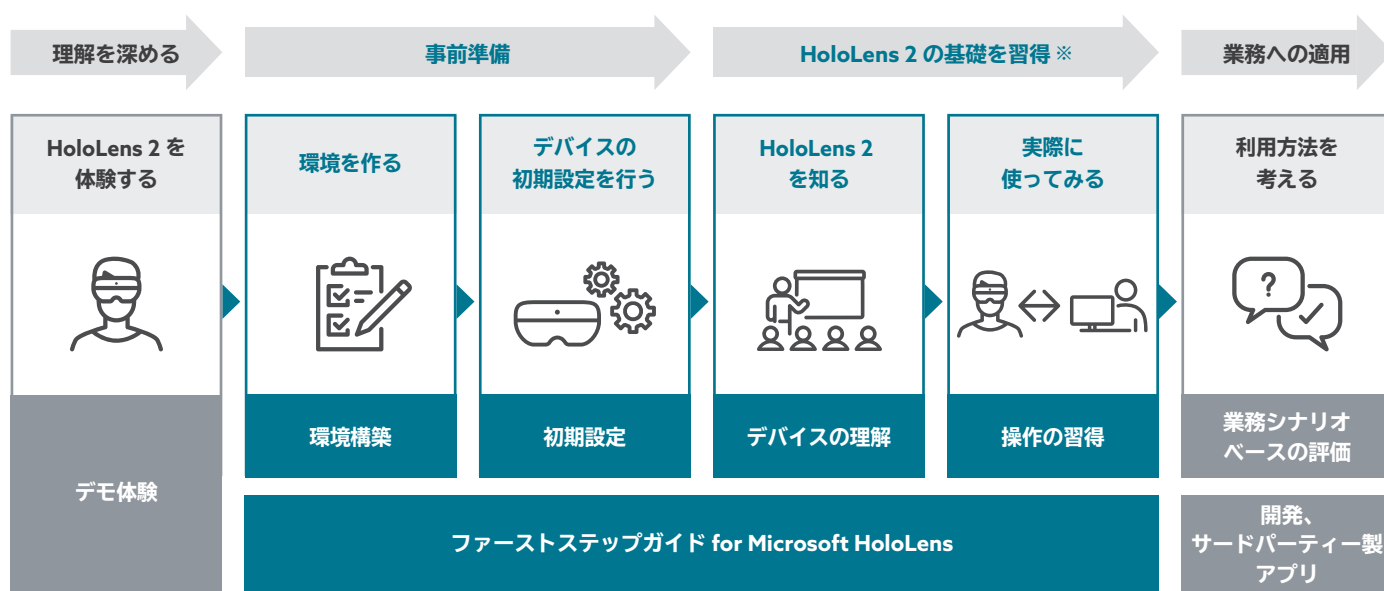 理解を深める
事前準備
HoloLens 2 の基礎を習得 ※
業務への適用
HoloLens 2 を
体験する
環境を作る
デバイスの
初期設定を行う
HoloLens 2
を知る
実際に
使ってみる
利用方法を
考える
?
環境構築
初期設定
デバイスの理解
操作の習得
業務シナリオ
ベースの評価
デモ体験
ファーストステップガイド for Microsoft HoloLens
開発、
サードパーティー製
アプリ